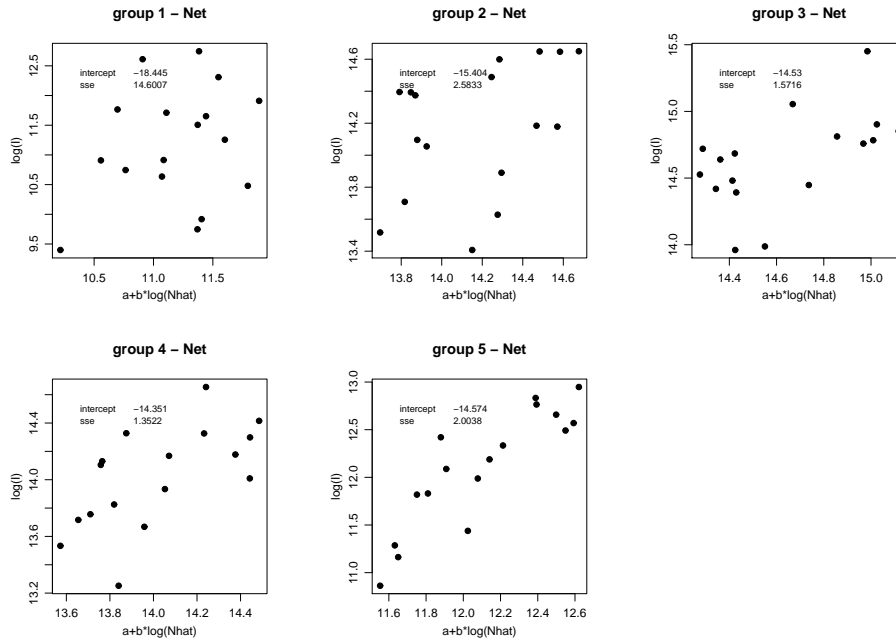 group 1 – Net
intercept −18.445
sse 14.6007
log(I)
9.5 10.5 11.5 12.5
10.5 11.0 11.5
a+b*log(Nhat)
group 2 – Net
intercept −15.404
sse 2.5833
log(I)
13.4 13.8 14.2 14.6
13.8 14.0 14.2 14.4 14.6
a+b*log(Nhat)
group 3 – Net
intercept −14.53
sse 1.5716
log(I)
14.0 14.5 15.0 15.5
14.4 14.6 14.8 15.0
a+b*log(Nhat)
group 4 – Net
intercept −14.351
sse 1.3522
log(I)
13.2 13.6 14.0 14.4
13.6 13.8 14.0 14.2 14.4
a+b*log(Nhat)
group 5 – Net
intercept −14.574
sse 2.0038
log(I)
11.0 11.5 12.0 12.5 13.0
11.6 11.8 12.0 12.2 12.4 12.6
a+b*log(Nhat)